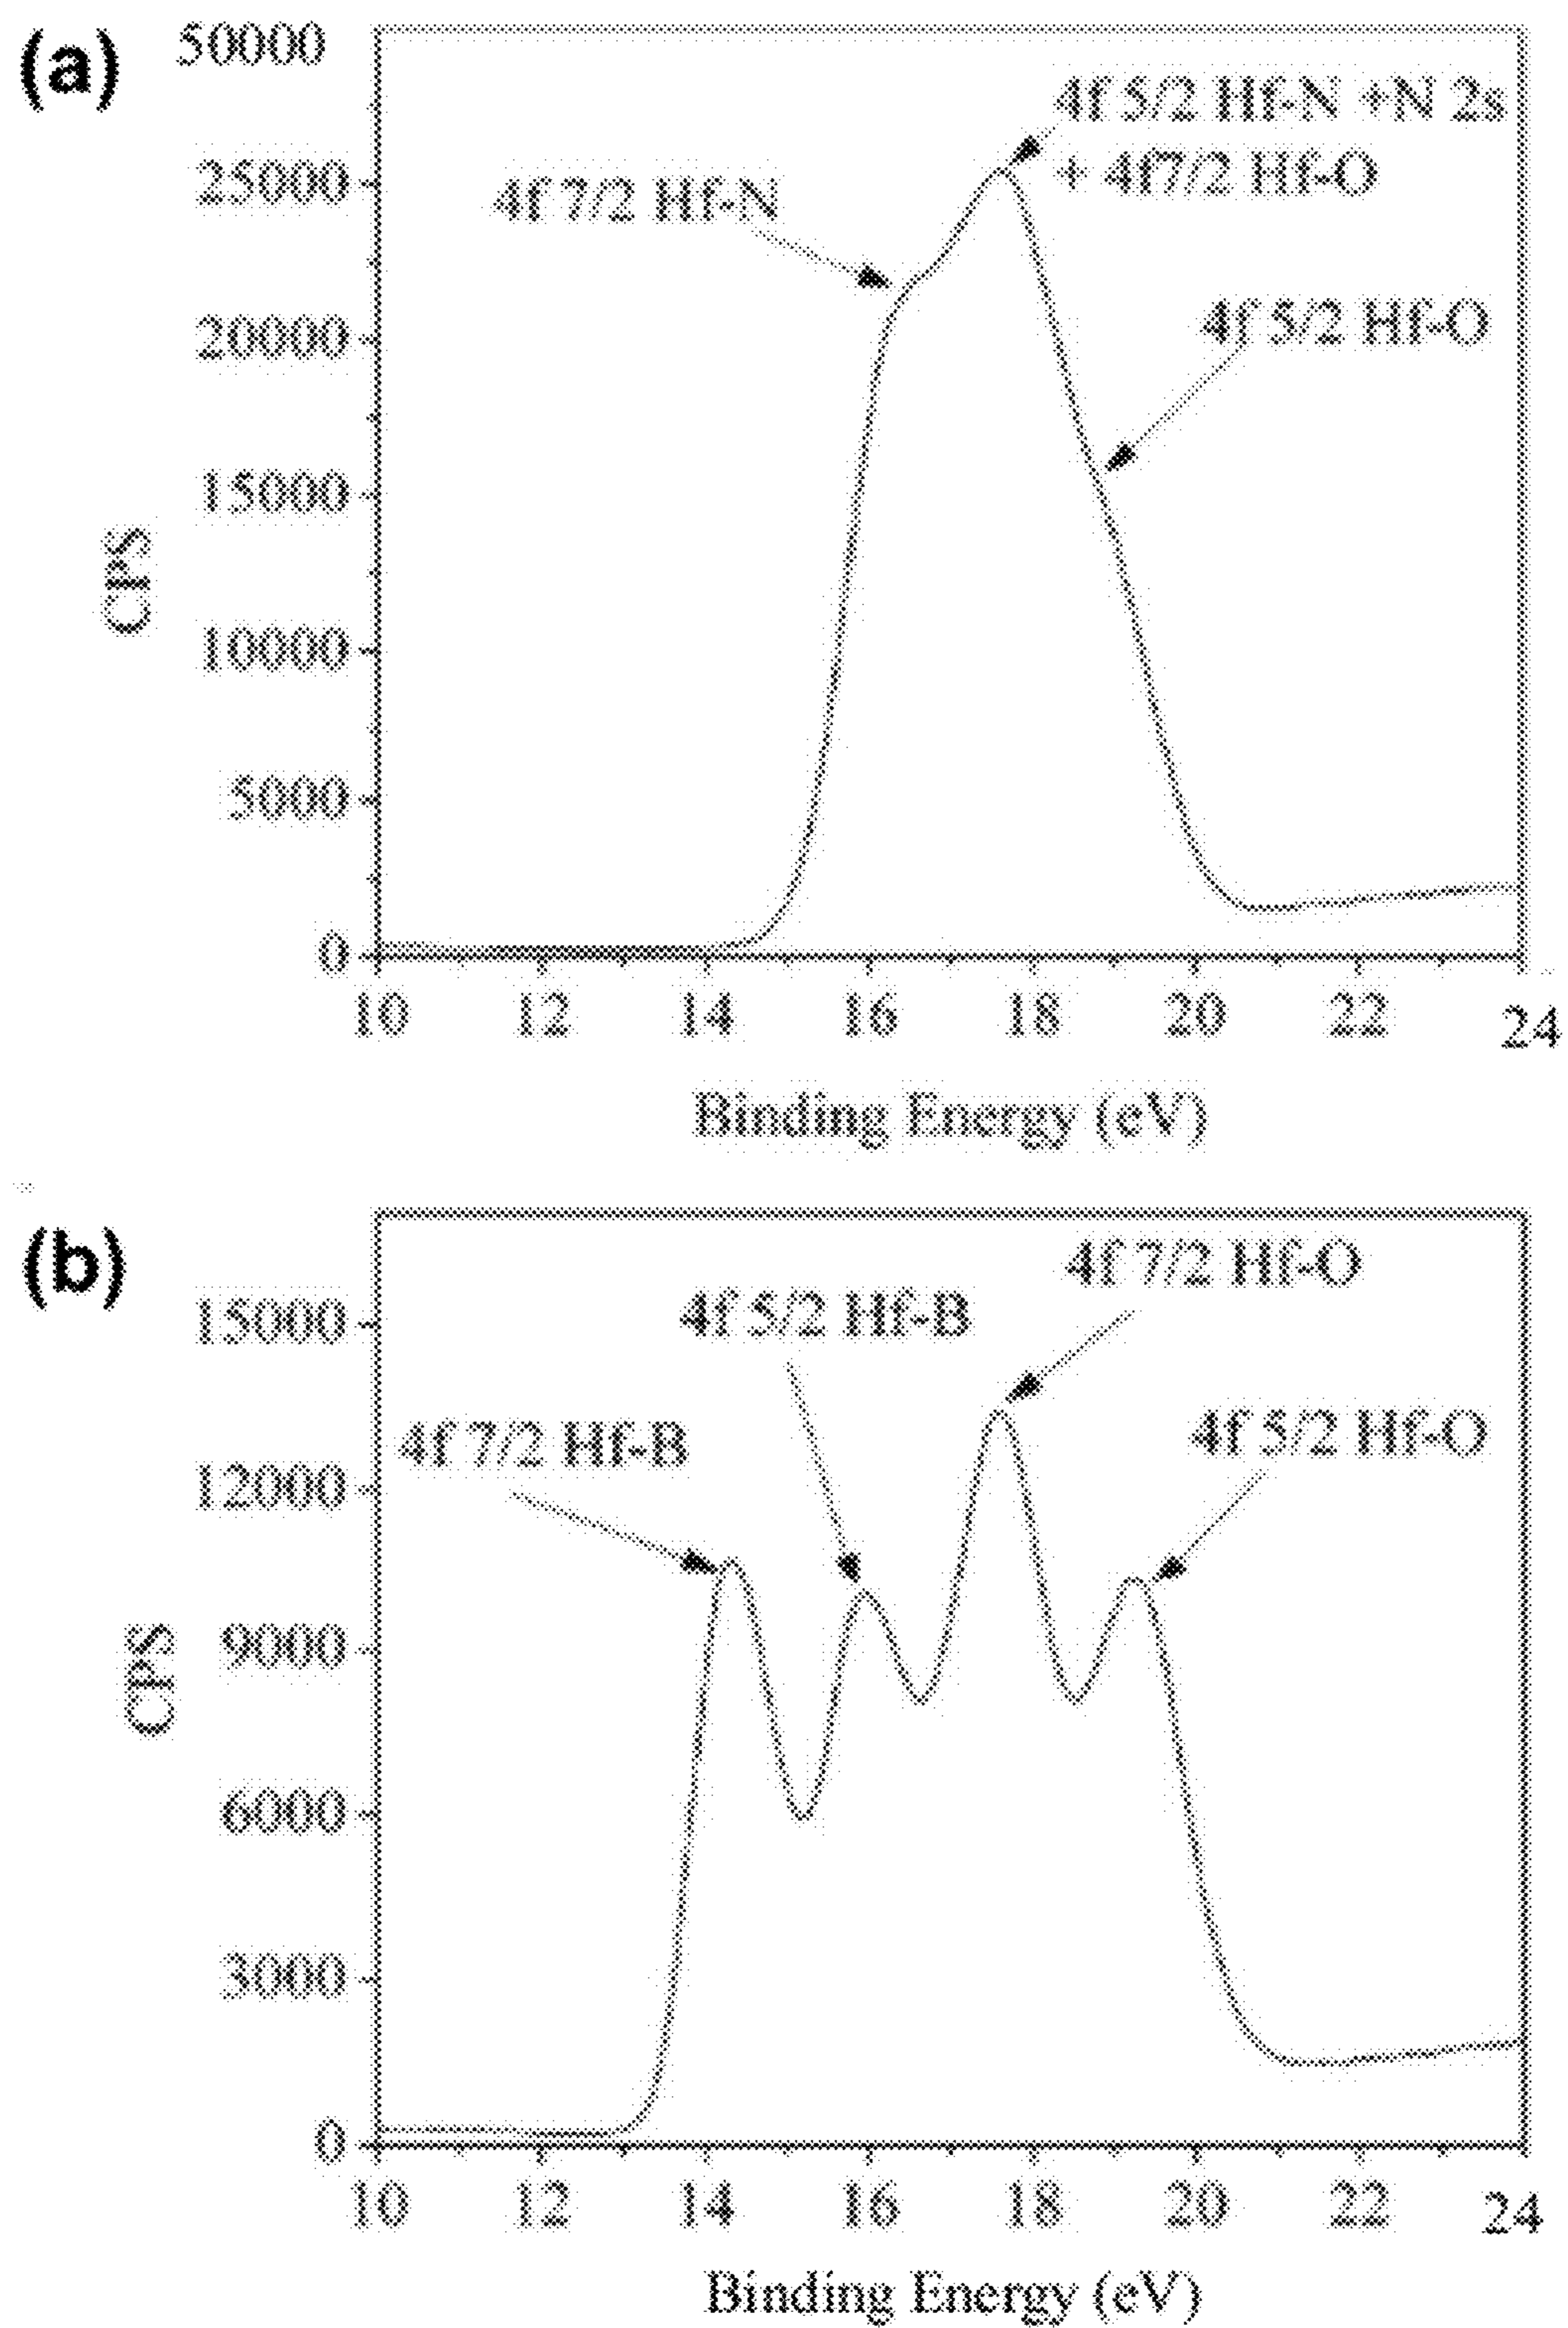 (a)
50000
4f 5/2 Hf-N +N 2s
+ 4f7/2 Hf-O
25000
4f 7/2 Hf-N
20000
4f 5/2 Hf-O
15000
CPS
10000
5000
0
10 12 14 16 18 20 22 24
Binding Energy (eV)
(b)
4f 7/2 Hf-O
15000
4f 5/2 Hf-B
4f 7/2 Hf-B
4f 5/2 Hf-O
12000
9000
CPS
6000
3000
0
10 12 14 16 18 20 22 24
Binding Energy (eV)